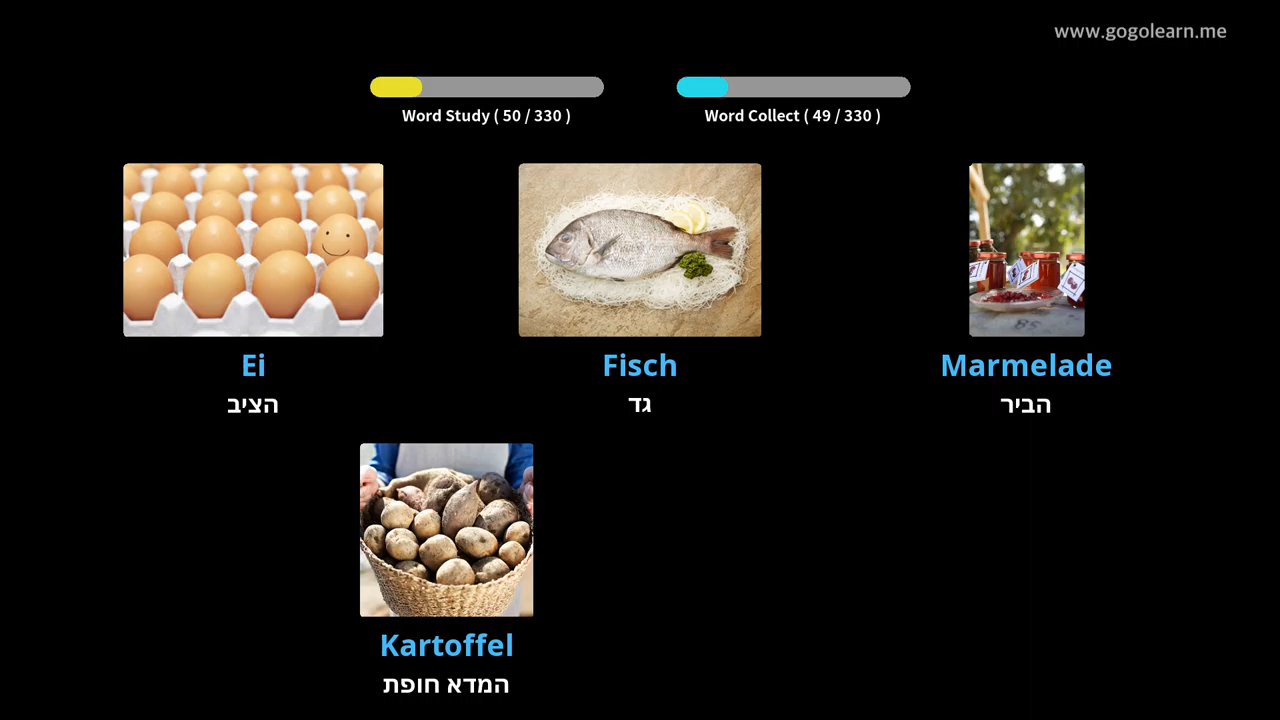 www.gogolearn.me
Word Study ( 50 / 330 )
Word Collect ( 49 / 330 )
Ei
הציב
Fisch
גד
Marmelade
הביר
Kartoffel
המדא חופת